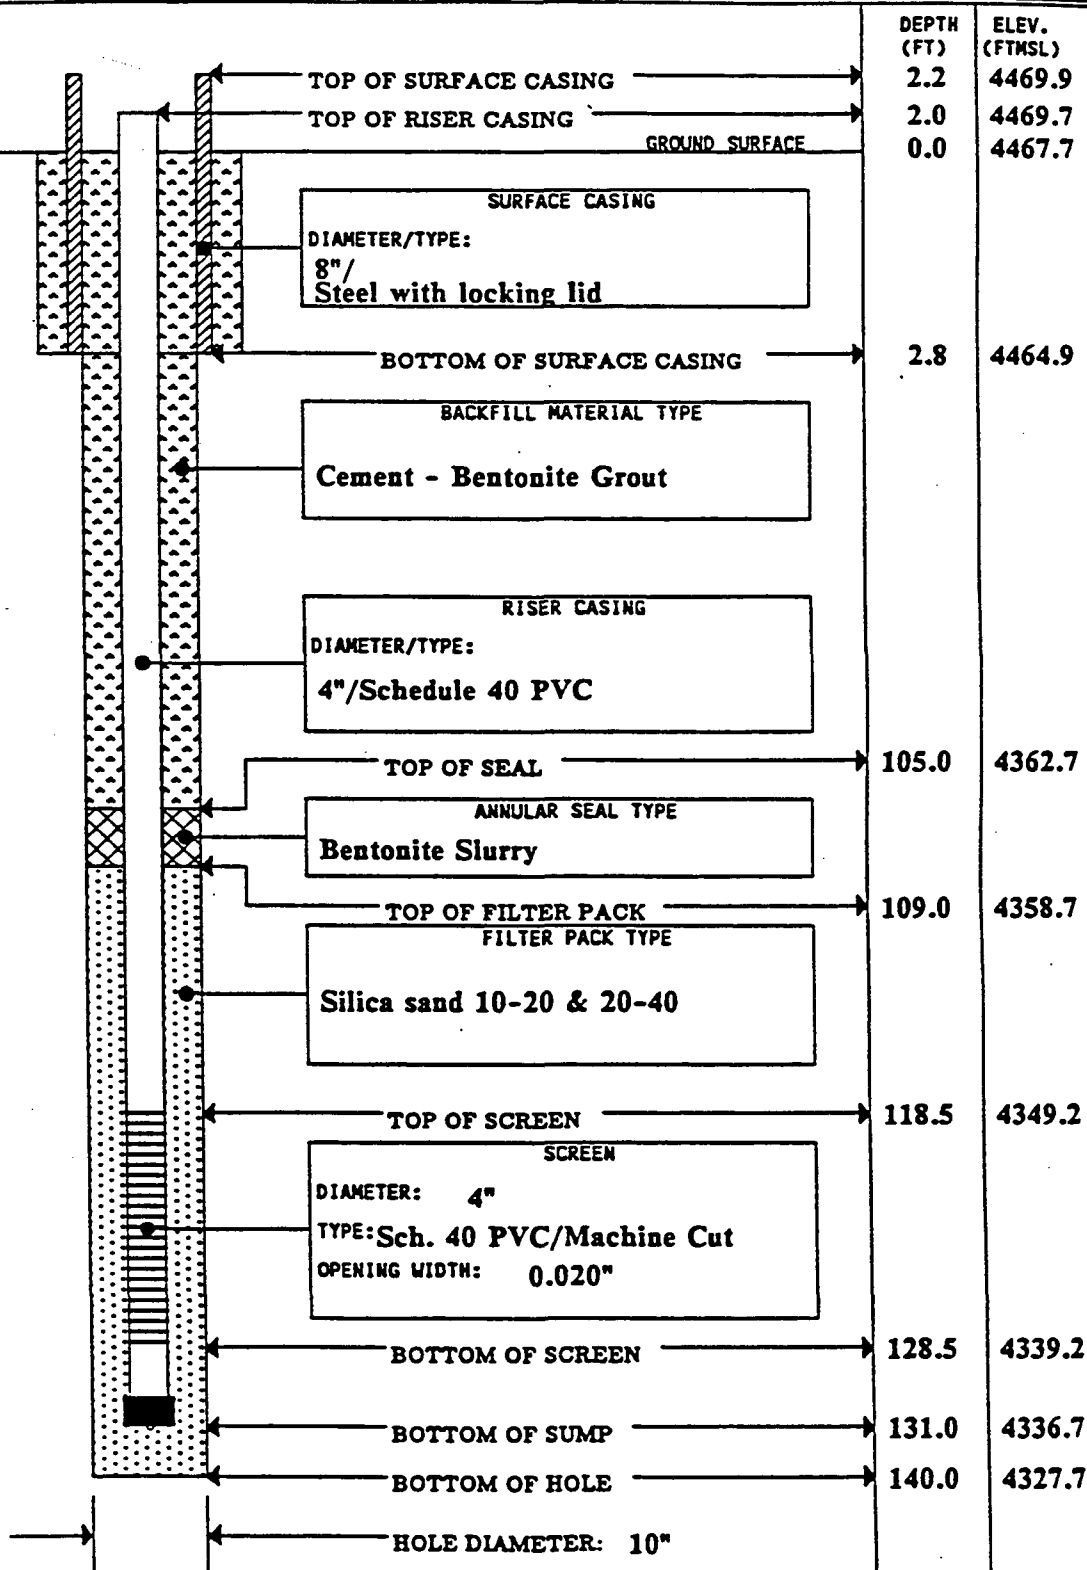 DEPTH ELEV.
(FT) (FTMSL)
TOP OF SURFACE CASING 2.2 4469.9
TOP OF RISER CASING 2.0 4469.7
GROUND SURFACE 0.0 4467.7
SURFACE CASING
DIAMETER/TYPE:
8"/
Steel with locking lid
BOTTOM OF SURFACE CASING 2.8 4464.9
BACKFILL MATERIAL TYPE
Cement - Bentonite Grout
RISER CASING
DIAMETER/TYPE:
4"/Schedule 40 PVC
TOP OF SEAL 105.0 4362.7
ANNULAR SEAL TYPE
Bentonite Slurry
TOP OF FILTER PACK 109.0 4358.7
FILTER PACK TYPE
Silica sand 10-20 & 20-40
TOP OF SCREEN 118.5 4349.2
SCREEN
DIAMETER: 4"
TYPE: Sch. 40 PVC/Machine Cut
OPENING WIDTH: 0.020"
BOTTOM OF SCREEN 128.5 4339.2
BOTTOM OF SUMP 131.0 4336.7
BOTTOM OF HOLE 140.0 4327.7
HOLE DIAMETER: 10"